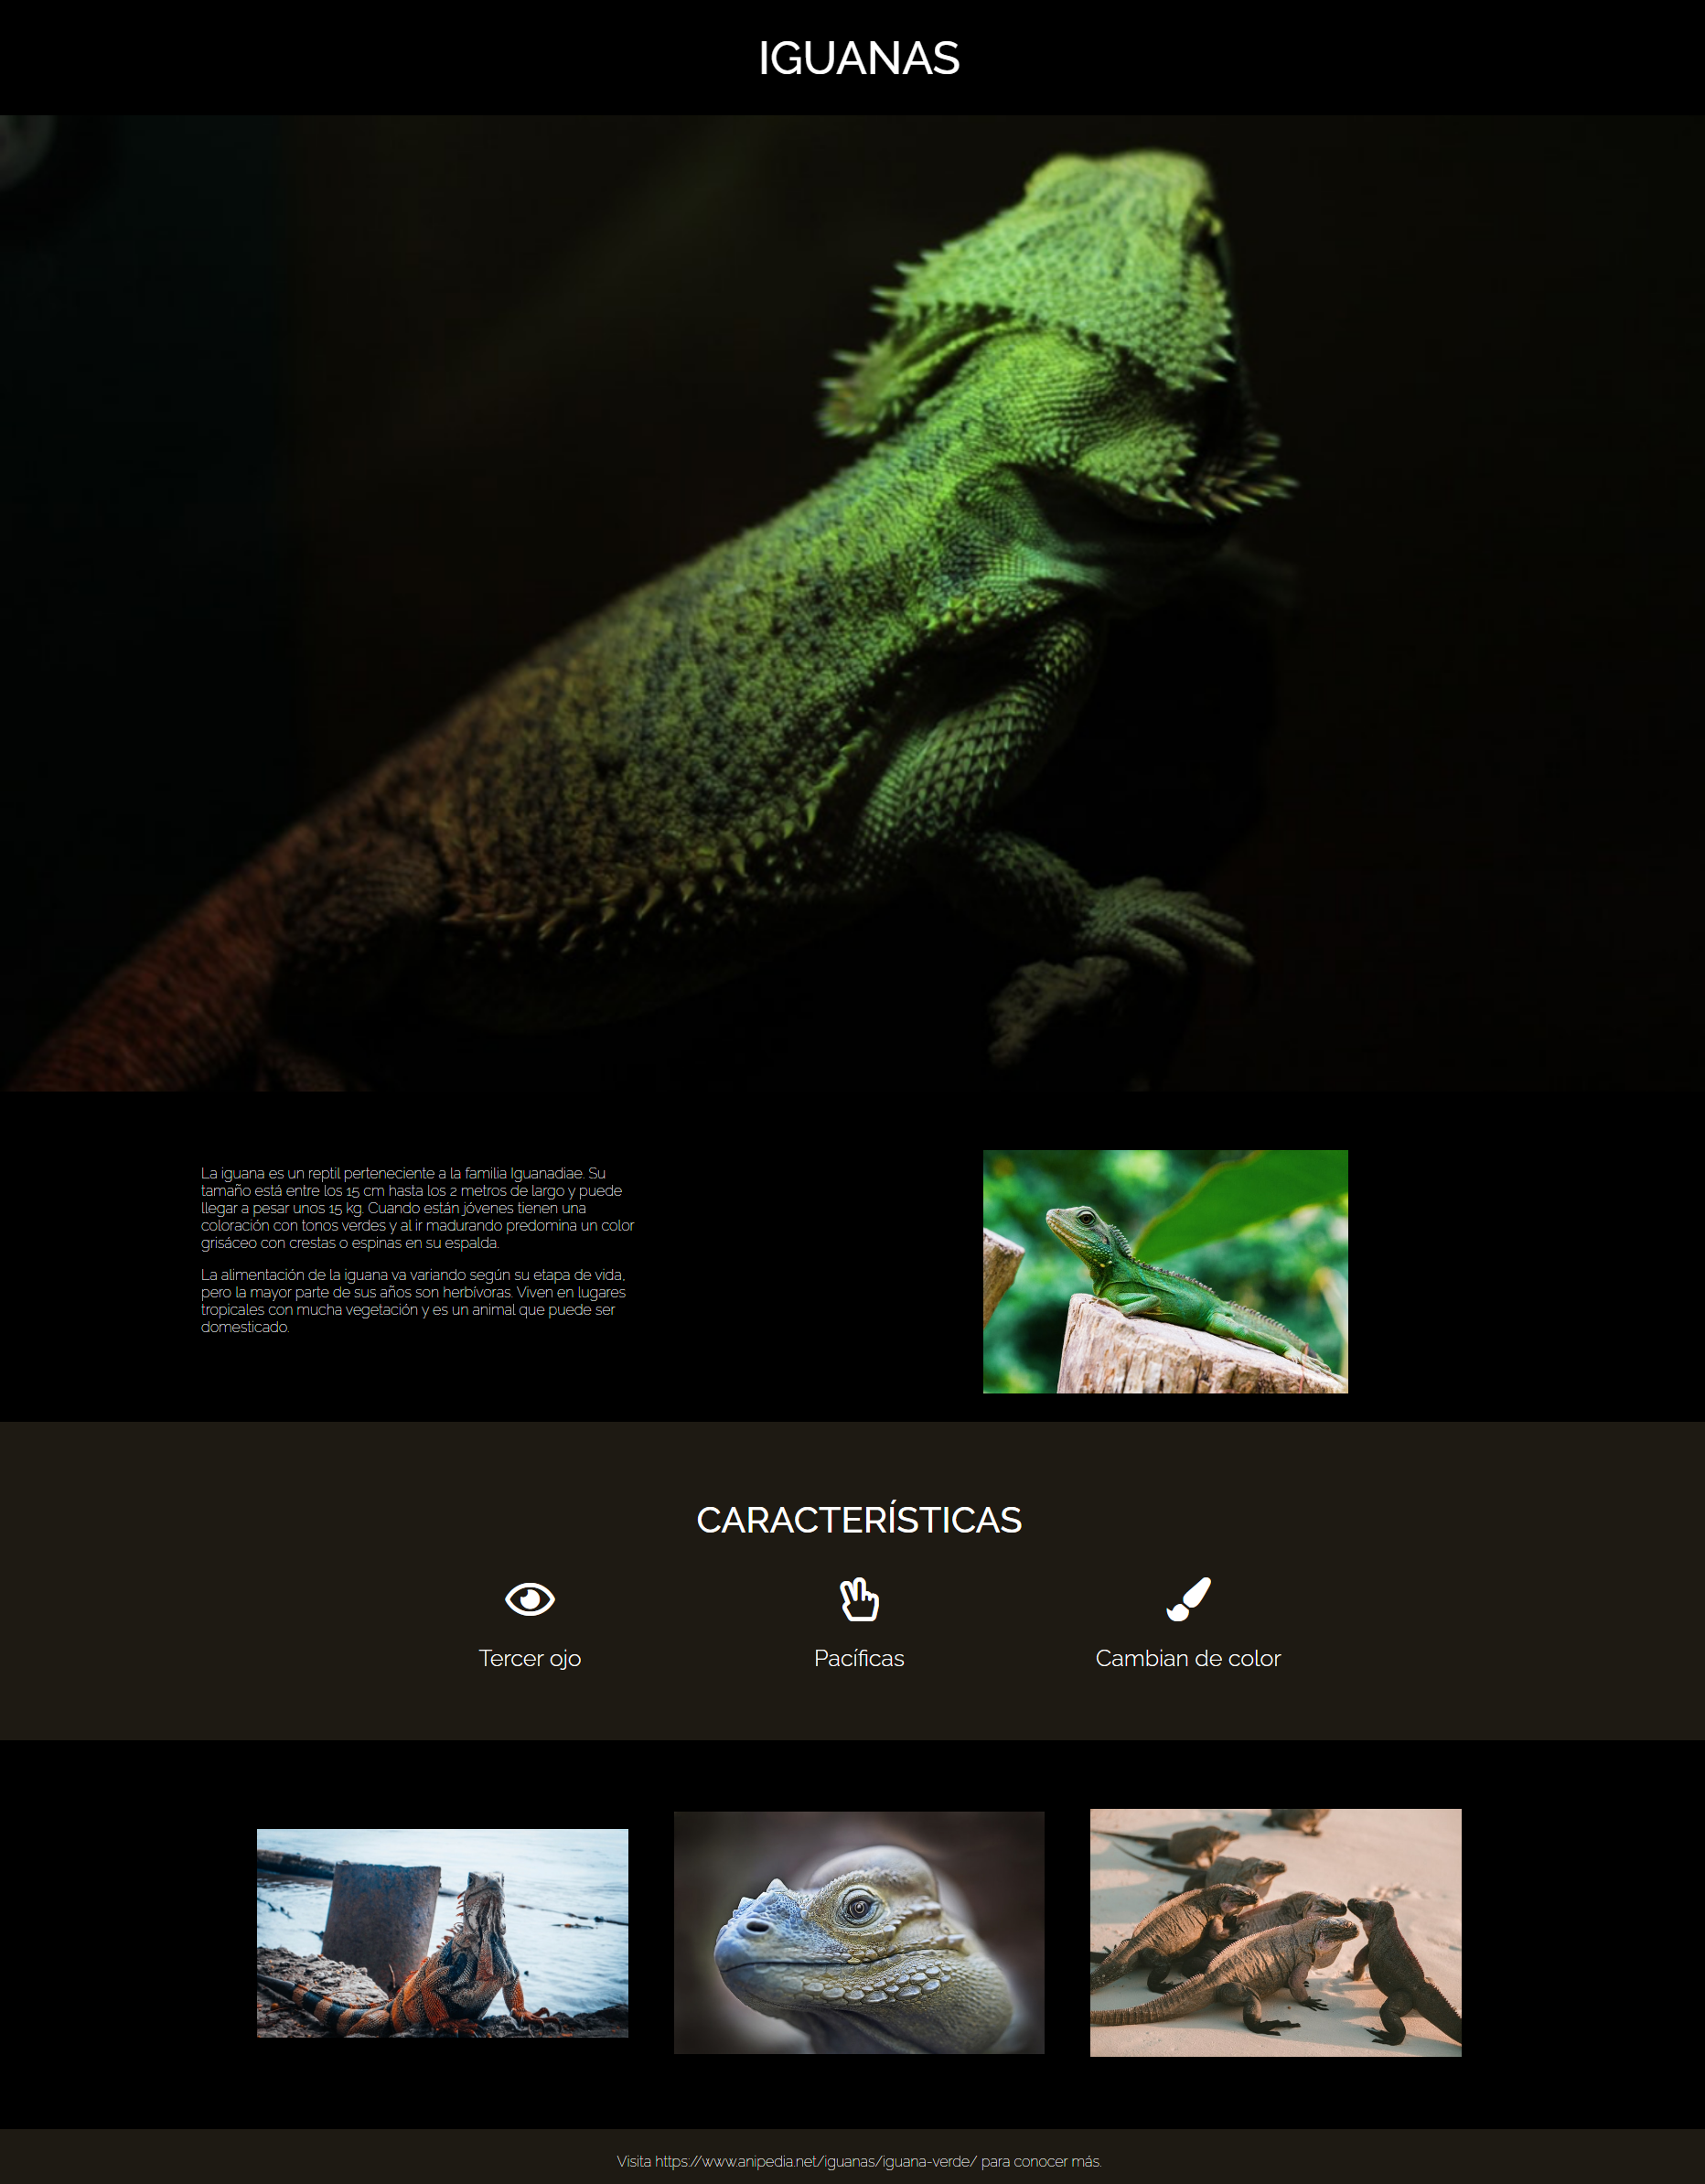 IGUANAS
La iguana es un reptil perteneciente a la familia Iguanadiae. Su
tamaño está entre los 15 cm hasta los 2 metros de largo y puede
llegar a pesar unos 15 kg. Cuando están jóvenes tienen una
coloración con tonos verdes y al ir madurando predomina un color
grisáceo con crestas o espinas en su espalda.
La alimentación de la iguana va variando según su etapa de vida,
pero la mayor parte de sus años son herbívoras. Viven en lugares
tropicales con mucha vegetación y es un animal que puede ser
domesticado.
CARACTERÍSTICAS
Tercer ojo
Pacíficas
Cambian de color
Visita https://www.anipedia.net/iguanas/iguana-verde/ para conocer más.